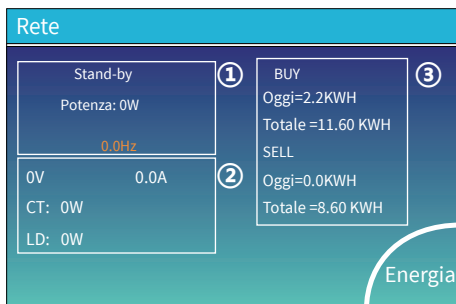 Rete
Stand-by
①
Potenza: 0W
0.0Hz
0V 0.0A
②
CT: 0W
LD: 0W
BUY
③
Oggi=2.2KWH
Totale =11.60 KWH
SELL
Oggi=0.0KWH
Totale =8.60 KWH
Energia